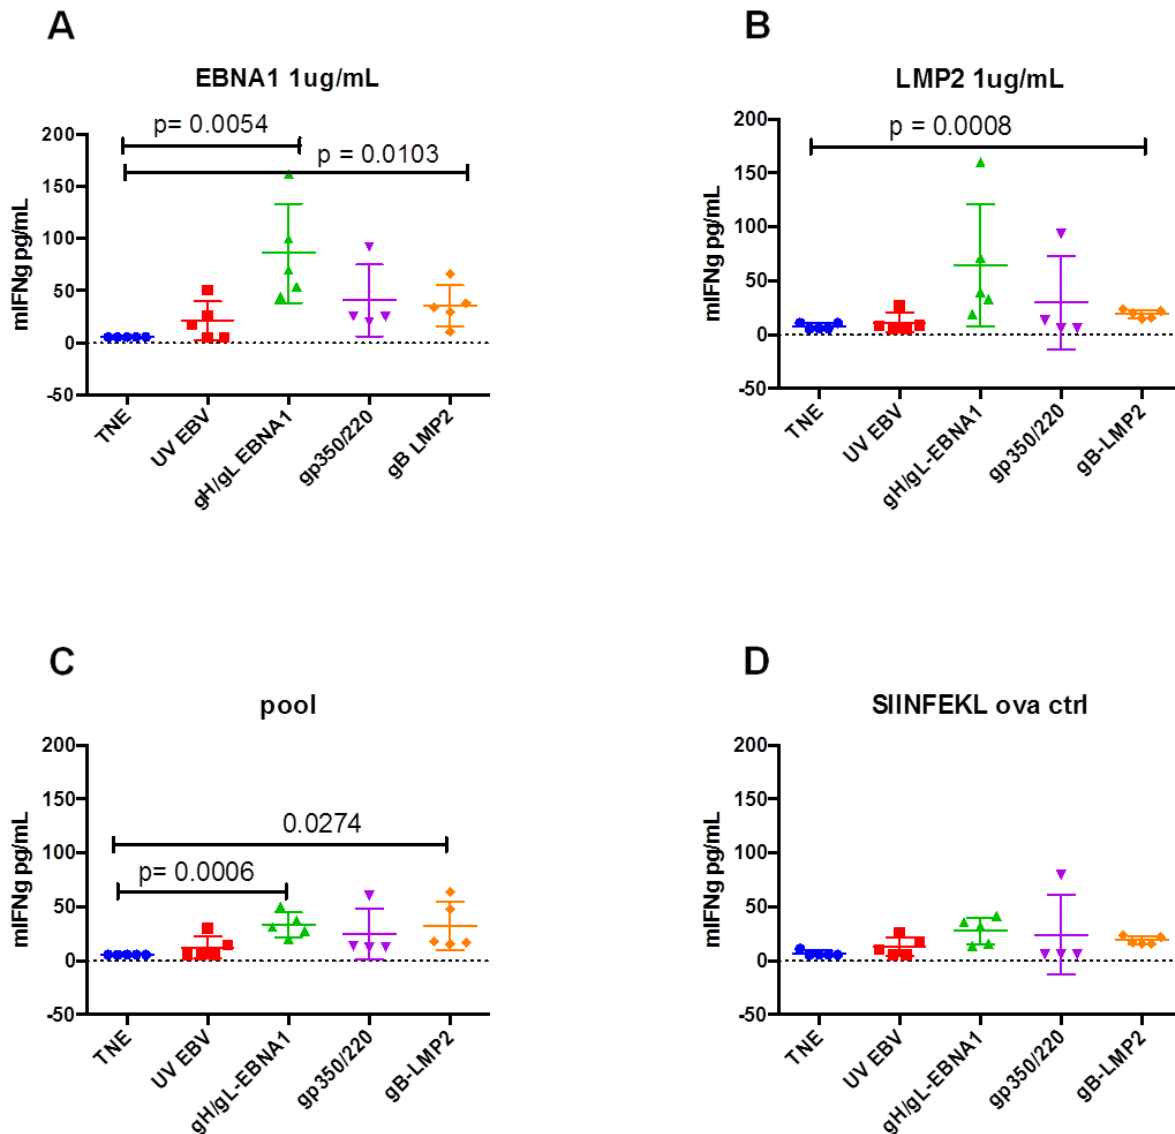 A
EBNA1 1ug/mL
p= 0.0054
p = 0.0103
mIFNg pg/mL
200
150
100
50
0
-50
TNE
UV EBV
gH/gL EBNA1
gp350/220
gB LMP2
B
LMP2 1ug/mL
p = 0.0008
mIFNg pg/mL
200
150
100
50
0
-50
TNE
UV EBV
gH/gL-EBNA1
gp350/220
gB-LMP2
C
pool
0.0274
p= 0.0006
mIFNg pg/mL
200
150
100
50
0
-50
TNE
UV EBV
gH/gL-EBNA1
gp350/220
gB-LMP2
D
SIINFEKL ova ctrl
mIFNg pg/mL
200
150
100
50
0
-50
TNE
UV EBV
gH/gL-EBNA1
gp350/220
gB-LMP2